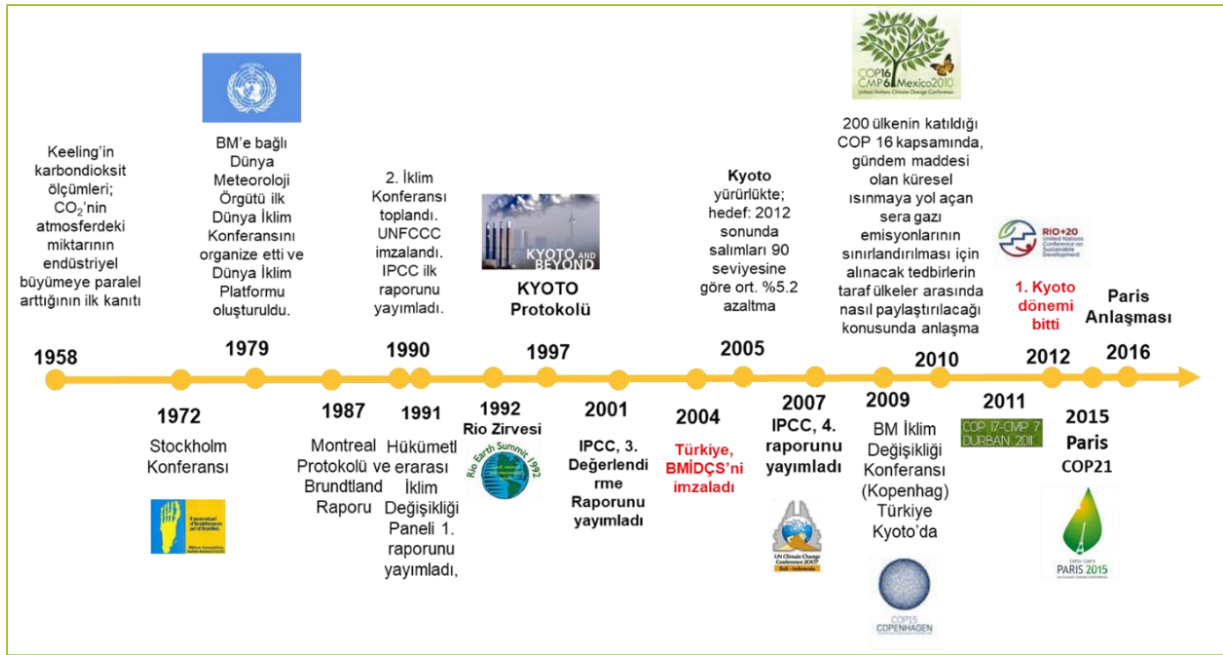 Keeling'in
karbondioksit
ölçümleri;
CO₂'nin
atmosferdeki
miktarının
endüstriyel
büyümeye paralel
arttığının ilk kanıtı
1958
1972
Stockholm
Konferansı
BM'e bağlı
Dünya
Meteoroloji
Örgütü ilk
Dünya İklim
Konferansını
organize etti ve
Dünya İklim
Platformu
oluşturuldu.
1979
1987
Montreal
Protokolü ve
Brundtland
Raporu
2. İklim
Konferansı
toplandı.
UNFCCC
imzalandı.
IPCC ilk
raporunu
yayımladı.
1990
1991
Hükümetl
erarası
İklim
Değişikliği
Paneli 1.
raporunu
yayımladı,
1992
Rio Zirvesi
Rio Earth Summit 1992
KYOTO AND
BEYOND
KYOTO
Protokolü
1997
2001
IPCC, 3.
Değerlendi
rme
Raporunu
yayımladı
2004
Türkiye,
BMİDÇS'ni
imzaladı
Kyoto
yürürlükte;
hedef: 2012
sonunda
salımları 90
seviyesine
göre ort. %5.2
azaltma
2005
2007
IPCC, 4.
raporunu
yayımladı
UN Climate Change
Conference 2007
Bali - Indonesia
2009
BM İklim
Değişikliği
Konferansı
(Kopenhag)
Türkiye
Kyoto'da
COP15
COPENHAGEN
COP16
CMP6 Mexico2010
United Nations Climate Change Conference
200 ülkenin katıldığı
COP 16 kapsamında,
gündem maddesi
olan küresel
ısınmaya yol açan
sera gazı
emisyonlarının
sınırlandırılması için
alınacak tedbirlerin
taraf ülkeler arasında
nasıl paylaştırılacağı
konusunda anlaşma
2010
2011
COP 17-CMP 7
DURBAN 2011
RIO+20
United Nations
Conference on
Sustainable
Development
1. Kyoto
dönemi
bitti
2012
2015
Paris
COP21
PARIS 2015
Paris
Anlaşması
2016